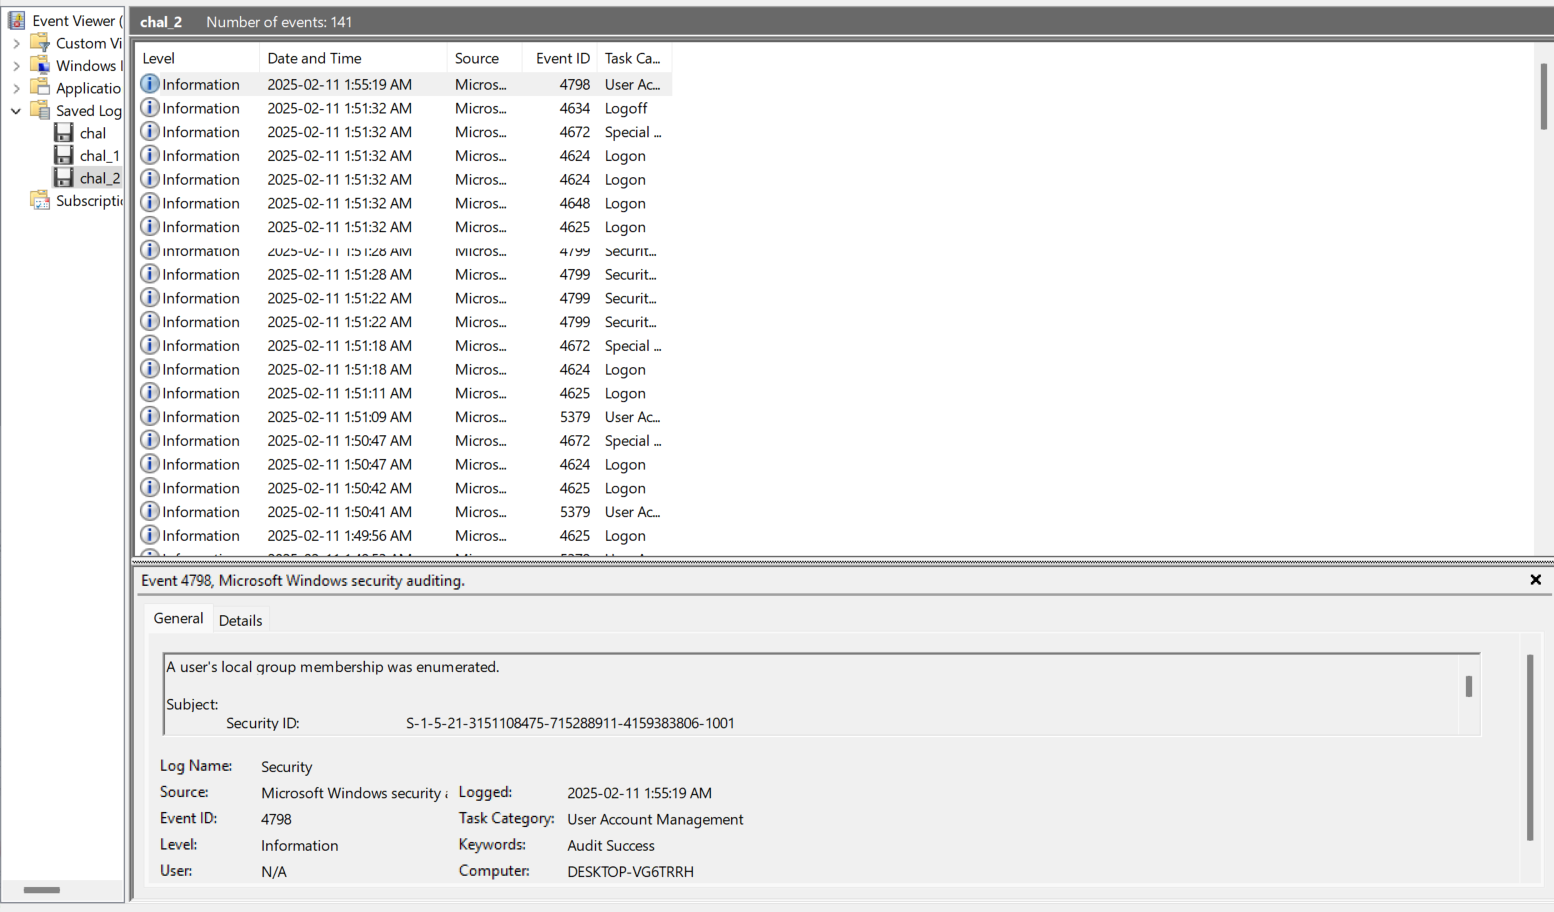 Event Viewer (
Custom Vi
Windows I
Applicatio
Saved Log
chal
chal_1
chal_2
Subscripti
chal_2 Number of events: 141
Level Date and Time Source Event ID Task Ca...
Information 2025-02-11 1:55:19 AM Micros... 4798 User Ac...
Information 2025-02-11 1:51:32 AM Micros... 4634 Logoff
Information 2025-02-11 1:51:32 AM Micros... 4672 Special ...
Information 2025-02-11 1:51:32 AM Micros... 4624 Logon
Information 2025-02-11 1:51:32 AM Micros... 4624 Logon
Information 2025-02-11 1:51:32 AM Micros... 4648 Logon
Information 2025-02-11 1:51:32 AM Micros... 4625 Logon
Information 2025-02-11 1:51:28 AM Micros... 4799 Securit...
Information 2025-02-11 1:51:28 AM Micros... 4799 Securit...
Information 2025-02-11 1:51:22 AM Micros... 4799 Securit...
Information 2025-02-11 1:51:22 AM Micros... 4799 Securit...
Information 2025-02-11 1:51:18 AM Micros... 4672 Special ...
Information 2025-02-11 1:51:18 AM Micros... 4624 Logon
Information 2025-02-11 1:51:11 AM Micros... 4625 Logon
Information 2025-02-11 1:51:09 AM Micros... 5379 User Ac...
Information 2025-02-11 1:50:47 AM Micros... 4672 Special ...
Information 2025-02-11 1:50:47 AM Micros... 4624 Logon
Information 2025-02-11 1:50:42 AM Micros... 4625 Logon
Information 2025-02-11 1:50:41 AM Micros... 5379 User Ac...
Information 2025-02-11 1:49:56 AM Micros... 4625 Logon
Event 4798, Microsoft Windows security auditing.
General Details
A user's local group membership was enumerated.
Subject:
Security ID: S-1-5-21-3151108475-715288911-4159383806-1001
Log Name: Security
Source: Microsoft Windows security Logged: 2025-02-11 1:55:19 AM
Event ID: 4798 Task Category: User Account Management
Level: Information Keywords: Audit Success
User: N/A Computer: DESKTOP-VG6TRRH